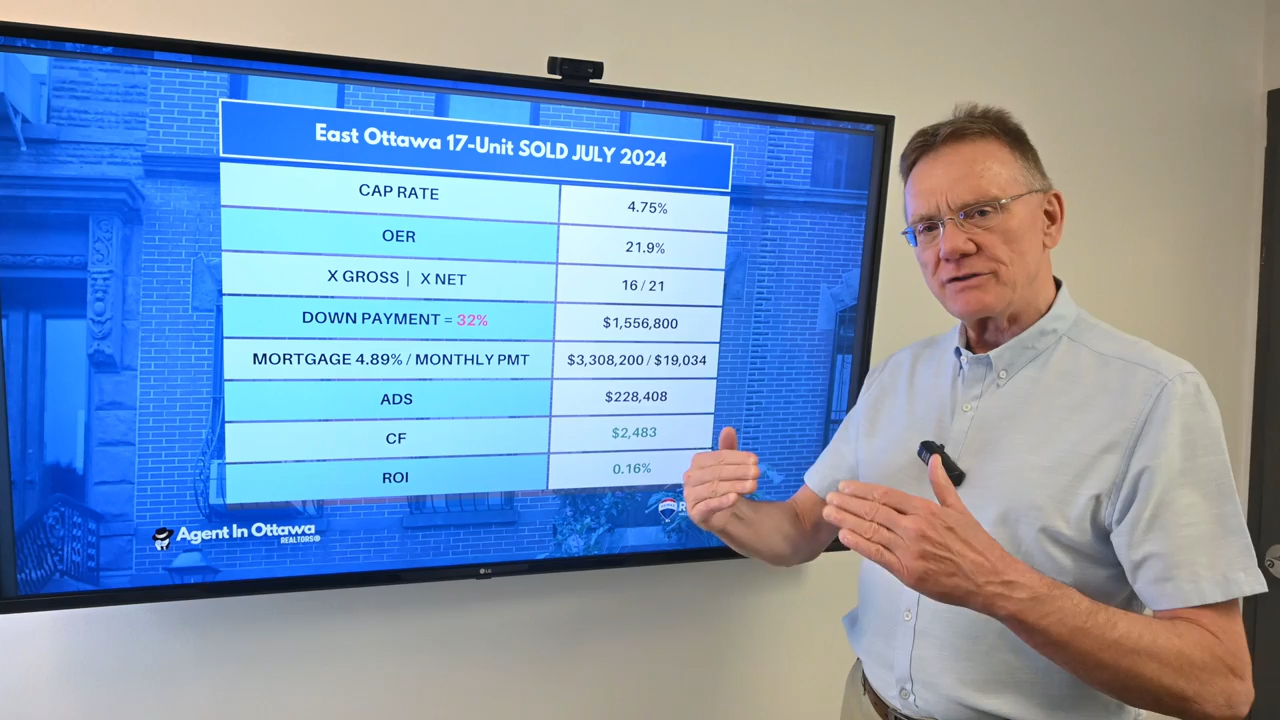 East Ottawa 17-Unit SOLD JULY 2024
CAP RATE 4.75%
OER 21.9%
X GROSS | X NET 16 / 21
DOWN PAYMENT = 32% $1,556,800
MORTGAGE 4.89% / MONTHLY PMT $3,308,200 / $19,034
ADS $228,408
CF $2,483
ROI 0.16%
Agent In Ottawa
REALTORS®
LG